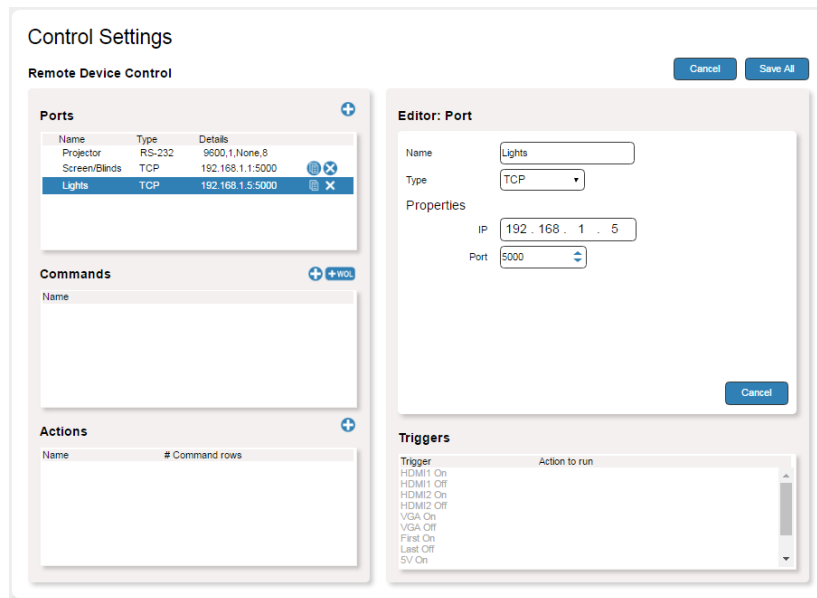 Control Settings
Remote Device Control
Cancel Save All
Ports
Name Type Details
Projector RS-232 9600,1,None,8
Screen/Blinds TCP 192.168.1.1:5000
Lights TCP 192.168.1.5:5000
Commands
+WOL
Name
Actions
Name # Command rows
Editor: Port
Name Lights
Type TCP
Properties
IP 192 . 168 . 1 . 5
Port 5000
Cancel
Triggers
Trigger Action to run
HDMI1 On
HDMI1 Off
HDMI2 On
HDMI2 Off
VGA On
VGA Off
First On
Last Off
5V On